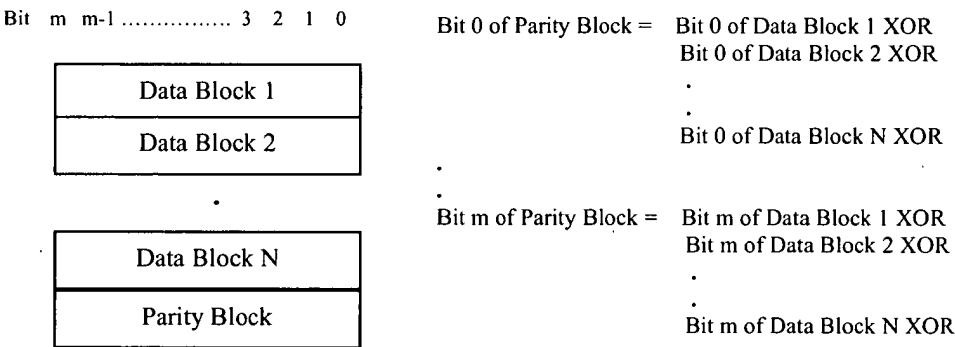 Bit m m-1 ................ 3 2 1 0
Data Block 1
Data Block 2
.
Data Block N
Parity Block
Bit 0 of Parity Block = Bit 0 of Data Block 1 XOR
Bit 0 of Data Block 2 XOR
.
.
Bit 0 of Data Block N XOR
.
.
Bit m of Parity Block = Bit m of Data Block 1 XOR
Bit m of Data Block 2 XOR
.
.
Bit m of Data Block N XOR